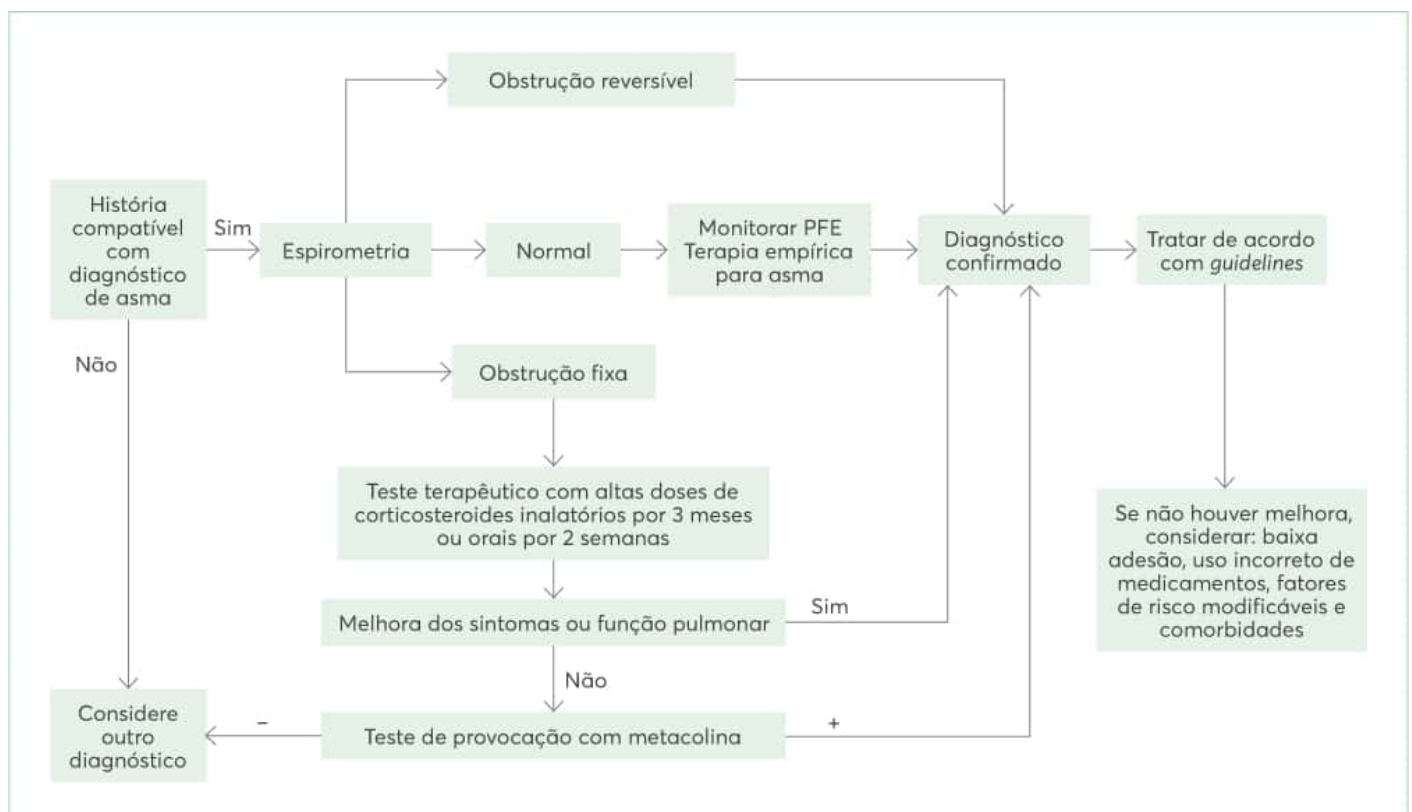 Obstrução reversível
História
compatível
com
diagnóstico
de asma
Sim
Espirometria
Normal
Monitorar PFE
Terapia empírica
para asma
Diagnóstico
confirmado
Tratar de acordo
com guidelines
Não
Obstrução fixa
Teste terapêutico com altas doses de
corticosteroides inalatórios por 3 meses
ou orais por 2 semanas
Se não houver melhora,
considerar: baixa
adesão, uso incorreto de
medicamentos, fatores
de risco modificáveis e
comorbidades
Melhora dos sintomas ou função pulmonar
Sim
Não
Considere
outro
diagnóstico
–
Teste de provocação com metacolina
+